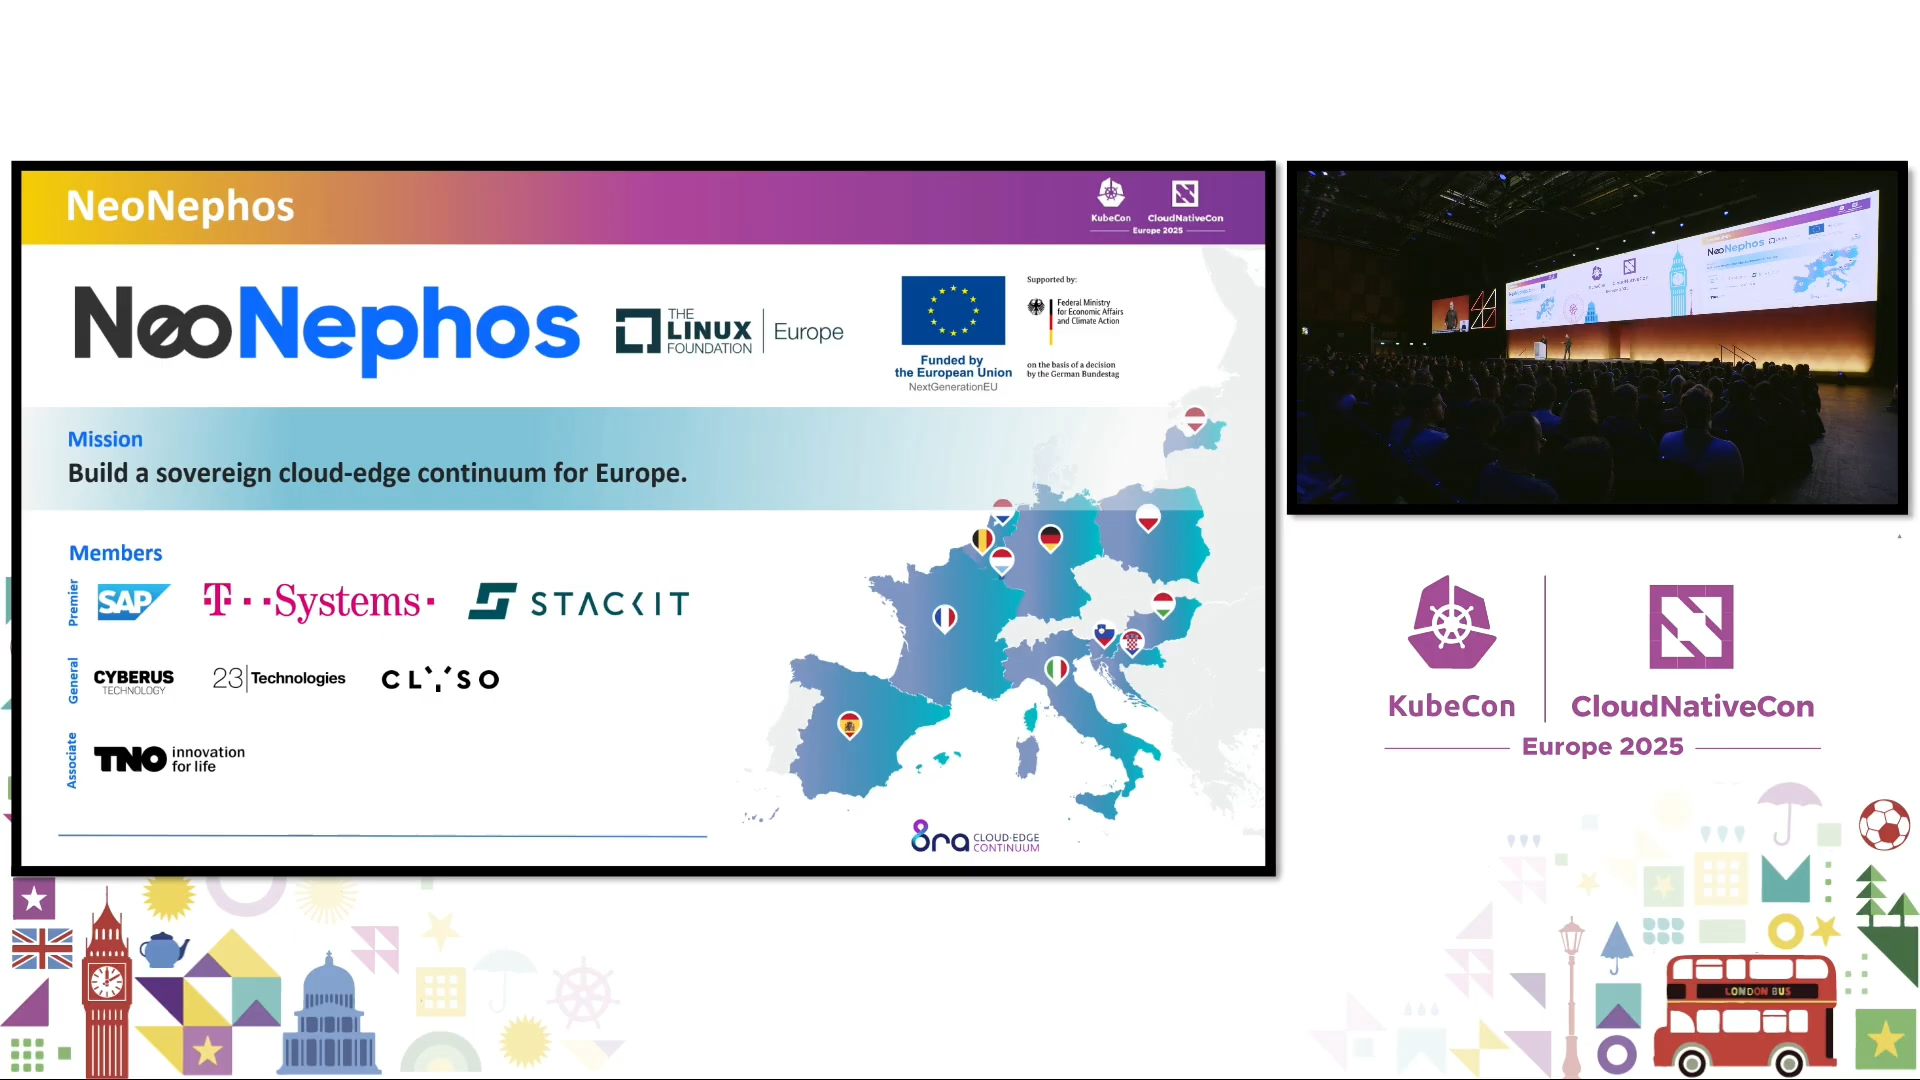 NeoNephos
KubeCon
CloudNativeCon
Europe 2025
NeoNephos
THE
LINUX
FOUNDATION
Europe
Funded by
the European Union
NextGenerationEU
Supported by:
Federal Ministry
for Economic Affairs
and Climate Action
on the basis of a decision
by the German Bundestag
Mission
Build a sovereign cloud-edge continuum for Europe.
Members
Premier
SAP
T··Systems·
STACKIT
General
CYBERUS
TECHNOLOGY
23 Technologies
CLYSO
Associate
TNO innovation
for life
8ra CLOUD-EDGE
CONTINUUM
NeoNephos
KubeCon
CloudNativeCon
Europe 2025
LONDON BUS